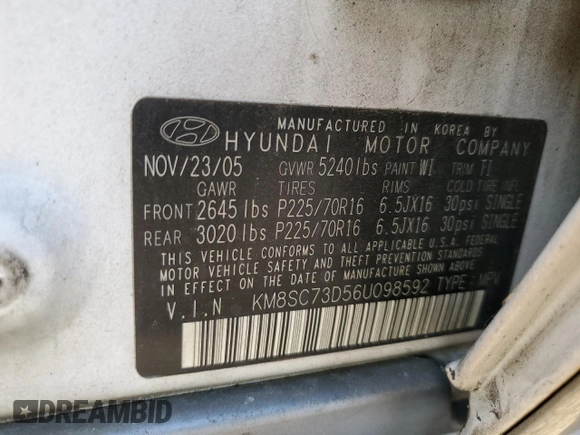 MANUFACTURED IN KOREA BY
HYUNDAI MOTOR COMPANY
NOV/23/05 GVWR 5240lbs PAINT WI TRIM TI
GAWR TIRES RIMS COLD TIRE INFL
FRONT 2645 lbs P225/70R16 6.5JX16 30psi SINGLE
REAR 3020 lbs P225/70R16 6.5JX16 30psi SINGLE
THIS VEHICLE CONFORMS TO ALL APPLICABLE U.S.A. FEDERAL
MOTOR VEHICLE SAFETY AND THEFT PREVENTION STANDARDS
IN EFFECT ON THE DATE OF MANUFACTURE SHOWN ABOVE.
V.I.N KM8SC73D56U098592 TYPE : MPV
DREAMBID